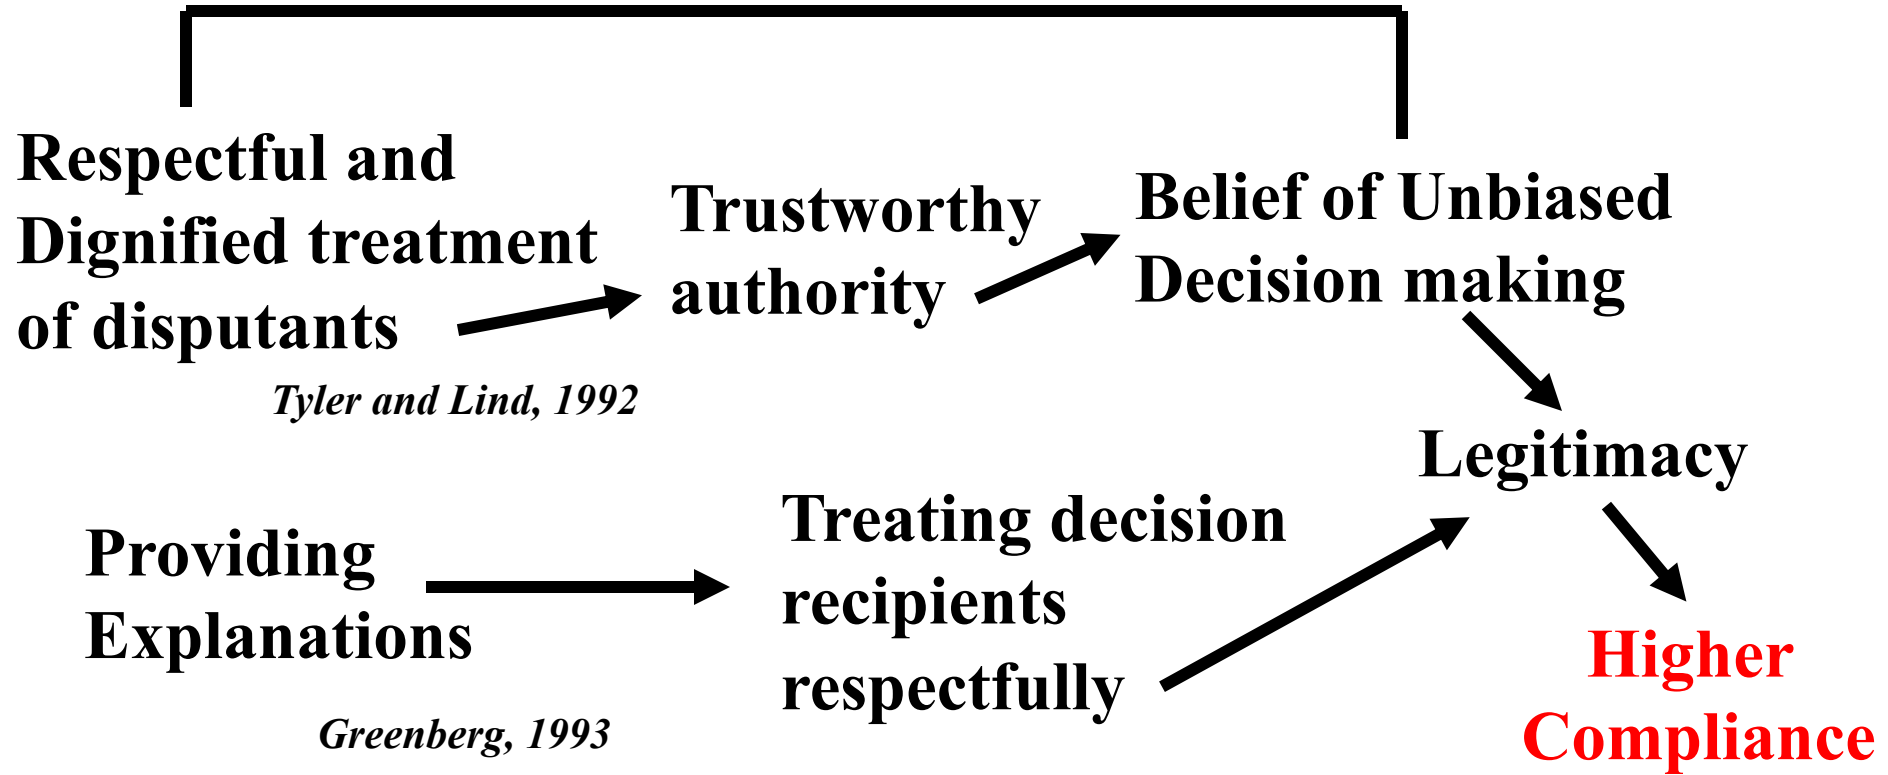 Respectful and
Dignified treatment
of disputants
Tyler and Lind, 1992
Trustworthy
authority
Belief of Unbiased
Decision making
Legitimacy
Providing
Explanations
Greenberg, 1993
Treating decision
recipients
respectfully
Higher
Compliance